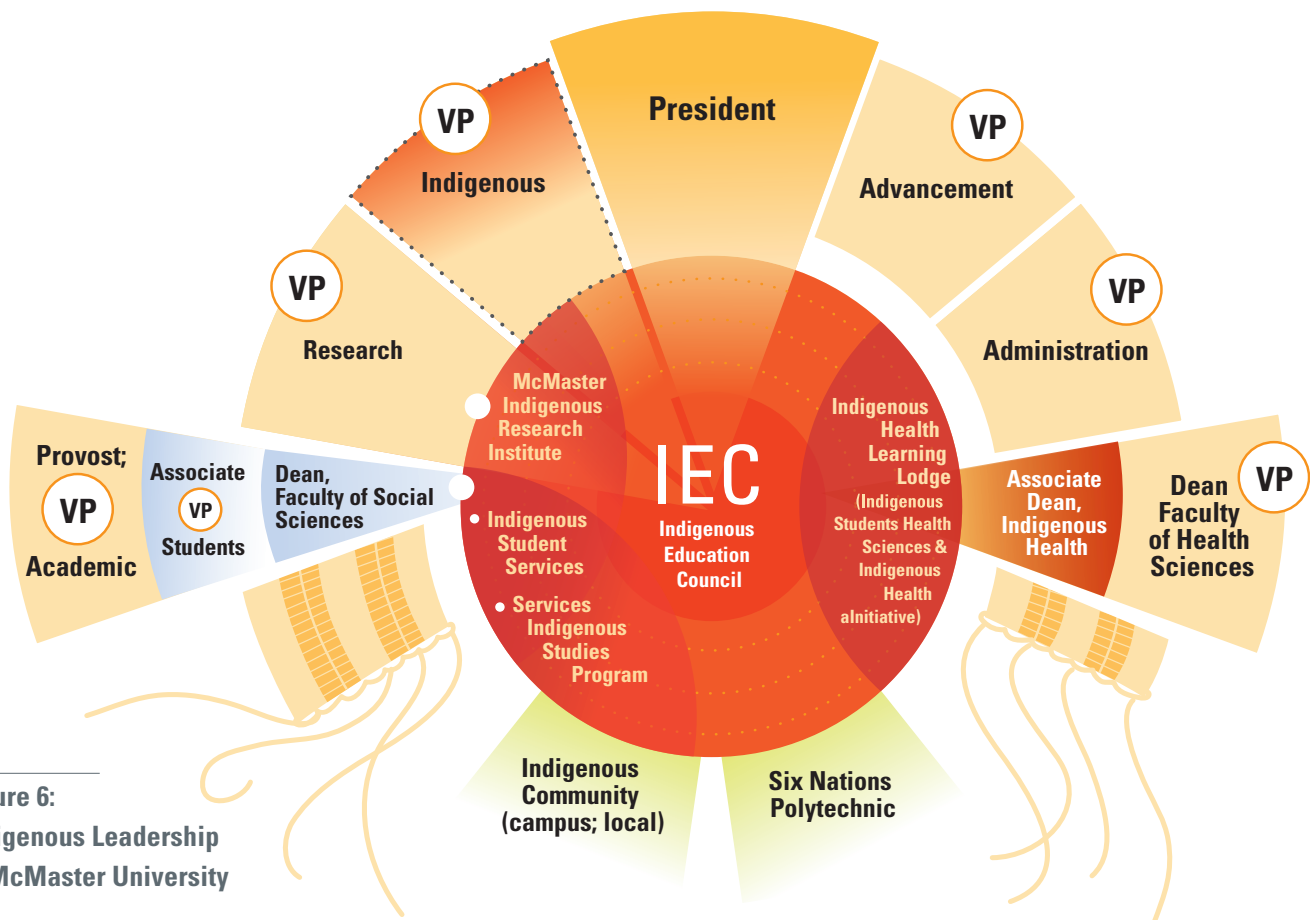 President
VP
Indigenous
VP
Advancement
VP
Research
VP
Administration
Provost;
VP
Academic
Associate
VP
Students
Dean,
Faculty of Social
Sciences
McMaster
Indigenous
Research
Institute
• Indigenous
Student
Services
• Services
Indigenous
Studies
Program
IEC
Indigenous
Education
Council
Indigenous
Health
Learning
Lodge
(Indigenous
Students Health
Sciences &
Indigenous
Health
aInitiative)
Associate
Dean,
Indigenous
Health
VP
Dean
Faculty
of Health
Sciences
Indigenous
Community
(campus; local)
Six Nations
Polytechnic
ure 6:
igenous Leadership
McMaster University